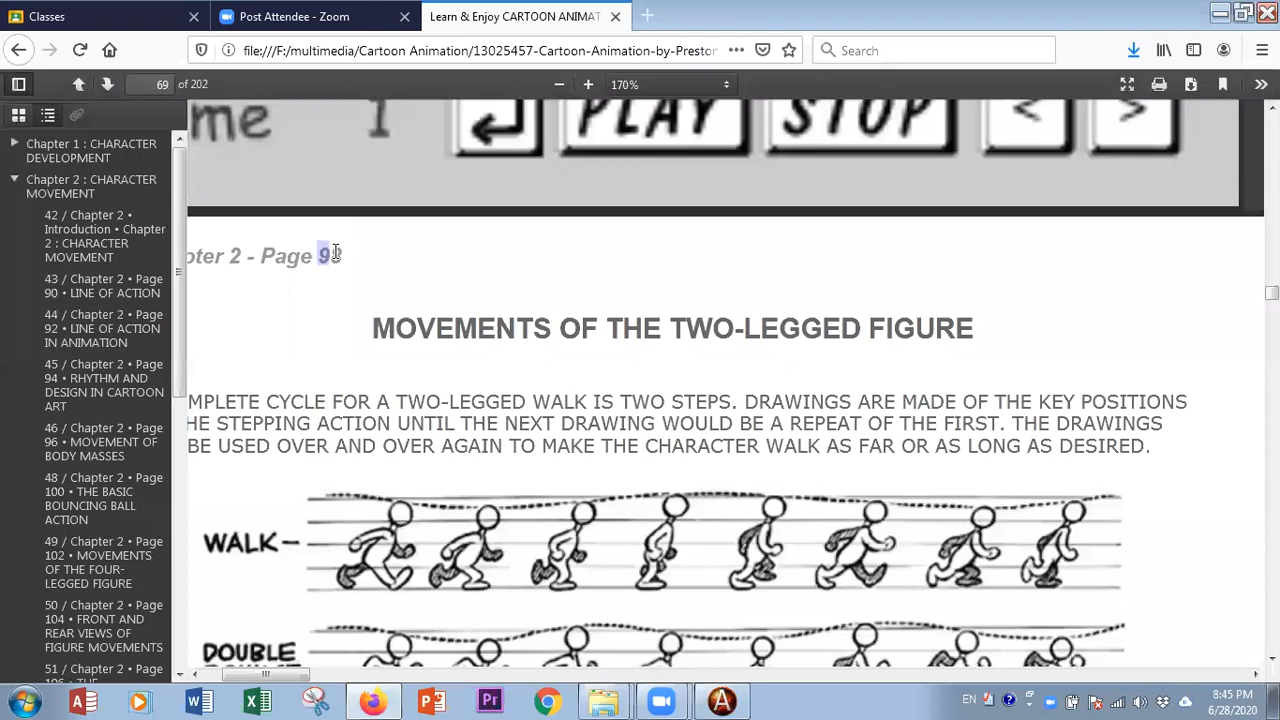 Classes
Post Attendee - Zoom
Learn & Enjoy CARTOON ANIMAT
file:///F:/multimedia/Cartoon Animation/13025457-Cartoon-Animation-by-Prestor
Search
69 of 202
170%
Chapter 1 : CHARACTER
DEVELOPMENT
Chapter 2 : CHARACTER
MOVEMENT
42 / Chapter 2 •
Introduction • Chapter
2 : CHARACTER
MOVEMENT
43 / Chapter 2 • Page
90 • LINE OF ACTION
44 / Chapter 2 • Page
92 • LINE OF ACTION
IN ANIMATION
45 / Chapter 2 • Page
94 • RHYTHM AND
DESIGN IN CARTOON
ART
46 / Chapter 2 • Page
96 • MOVEMENT OF
BODY MASSES
48 / Chapter 2 • Page
100 • THE BASIC
BOUNCING BALL
ACTION
49 / Chapter 2 • Page
102 • MOVEMENTS
OF THE FOUR-
LEGGED FIGURE
50 / Chapter 2 • Page
104 • FRONT AND
REAR VIEWS OF
FIGURE MOVEMENTS
51 / Chapter 2 • Page
me 1 PLAY STOP < >
pter 2 - Page 98
MOVEMENTS OF THE TWO-LEGGED FIGURE
MPLETE CYCLE FOR A TWO-LEGGED WALK IS TWO STEPS. DRAWINGS ARE MADE OF THE KEY POSITIONS
HE STEPPING ACTION UNTIL THE NEXT DRAWING WOULD BE A REPEAT OF THE FIRST. THE DRAWINGS
BE USED OVER AND OVER AGAIN TO MAKE THE CHARACTER WALK AS FAR OR AS LONG AS DESIRED.
WALK—
DOUBLE
EN
8:45 PM
6/28/2020